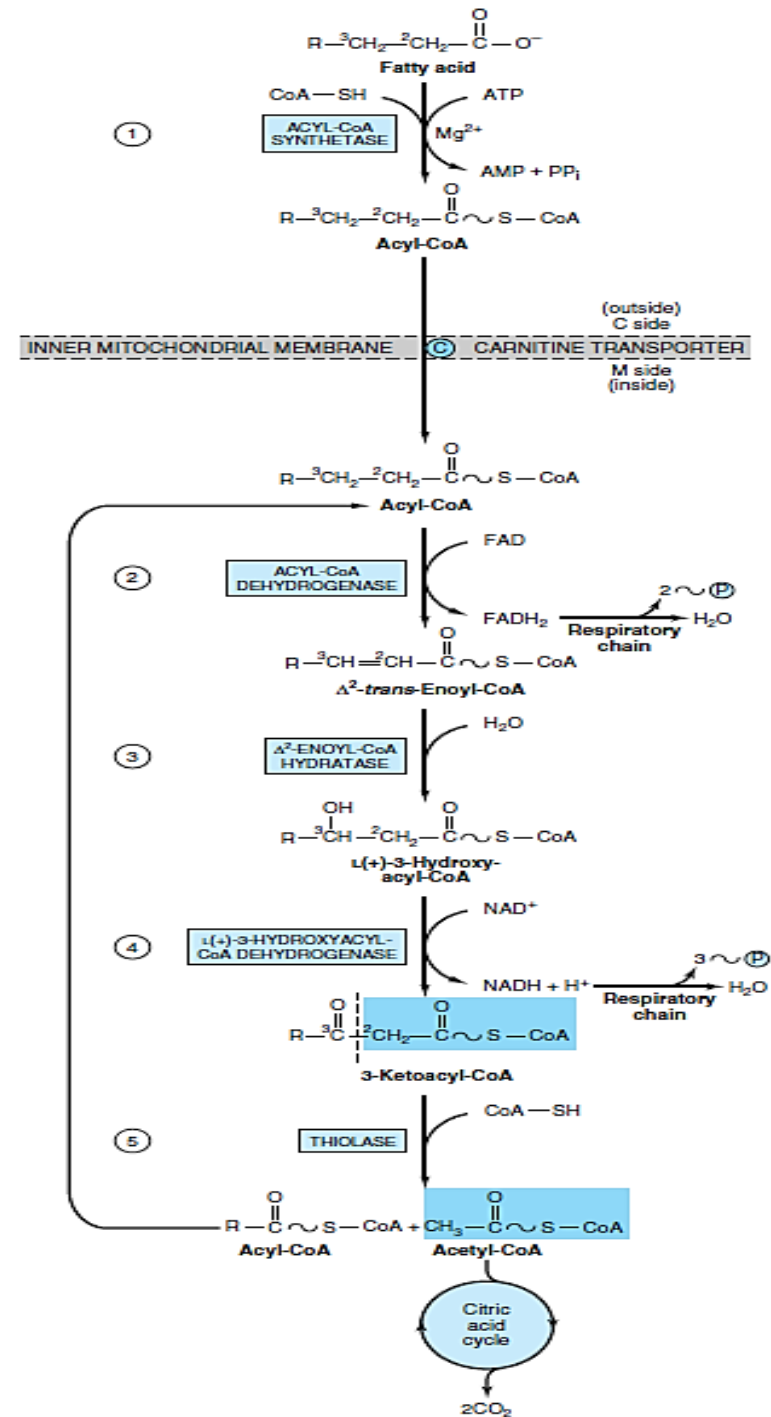 O
R—³CH₂—²CH₂—C—O⁻
Fatty acid
CoA—SH ATP
① ACYL-CoA
SYNTHETASE
Mg²⁺
AMP + PPi
O
R—³CH₂—²CH₂—C~S—CoA
Acyl-CoA
(outside)
C side
INNER MITOCHONDRIAL MEMBRANE C CARNITINE TRANSPORTER
M side
(inside)
O
R—³CH₂—²CH₂—C~S—CoA
Acyl-CoA
FAD
② ACYL-CoA
DEHYDROGENASE
2~P
FADH₂ H₂O
Respiratory
chain
O
R—³CH=²CH—C~S—CoA
Δ²-trans-Enoyl-CoA
H₂O
③ Δ²-ENOYL-CoA
HYDRATASE
OH O
R—³CH—²CH₂—C~S—CoA
L(+)-3-Hydroxy-
acyl-CoA
NAD⁺
④ L(+)-3-HYDROXYACYL-
CoA DEHYDROGENASE
3~P
NADH + H⁺ H₂O
Respiratory
chain
O O
R—³C—²CH₂—C~S—CoA
3-Ketoacyl-CoA
CoA—SH
⑤ THIOLASE
O O
R—C~S—CoA + CH₃—C~S—CoA
Acyl-CoA Acetyl-CoA
Citric
acid
cycle
2CO₂